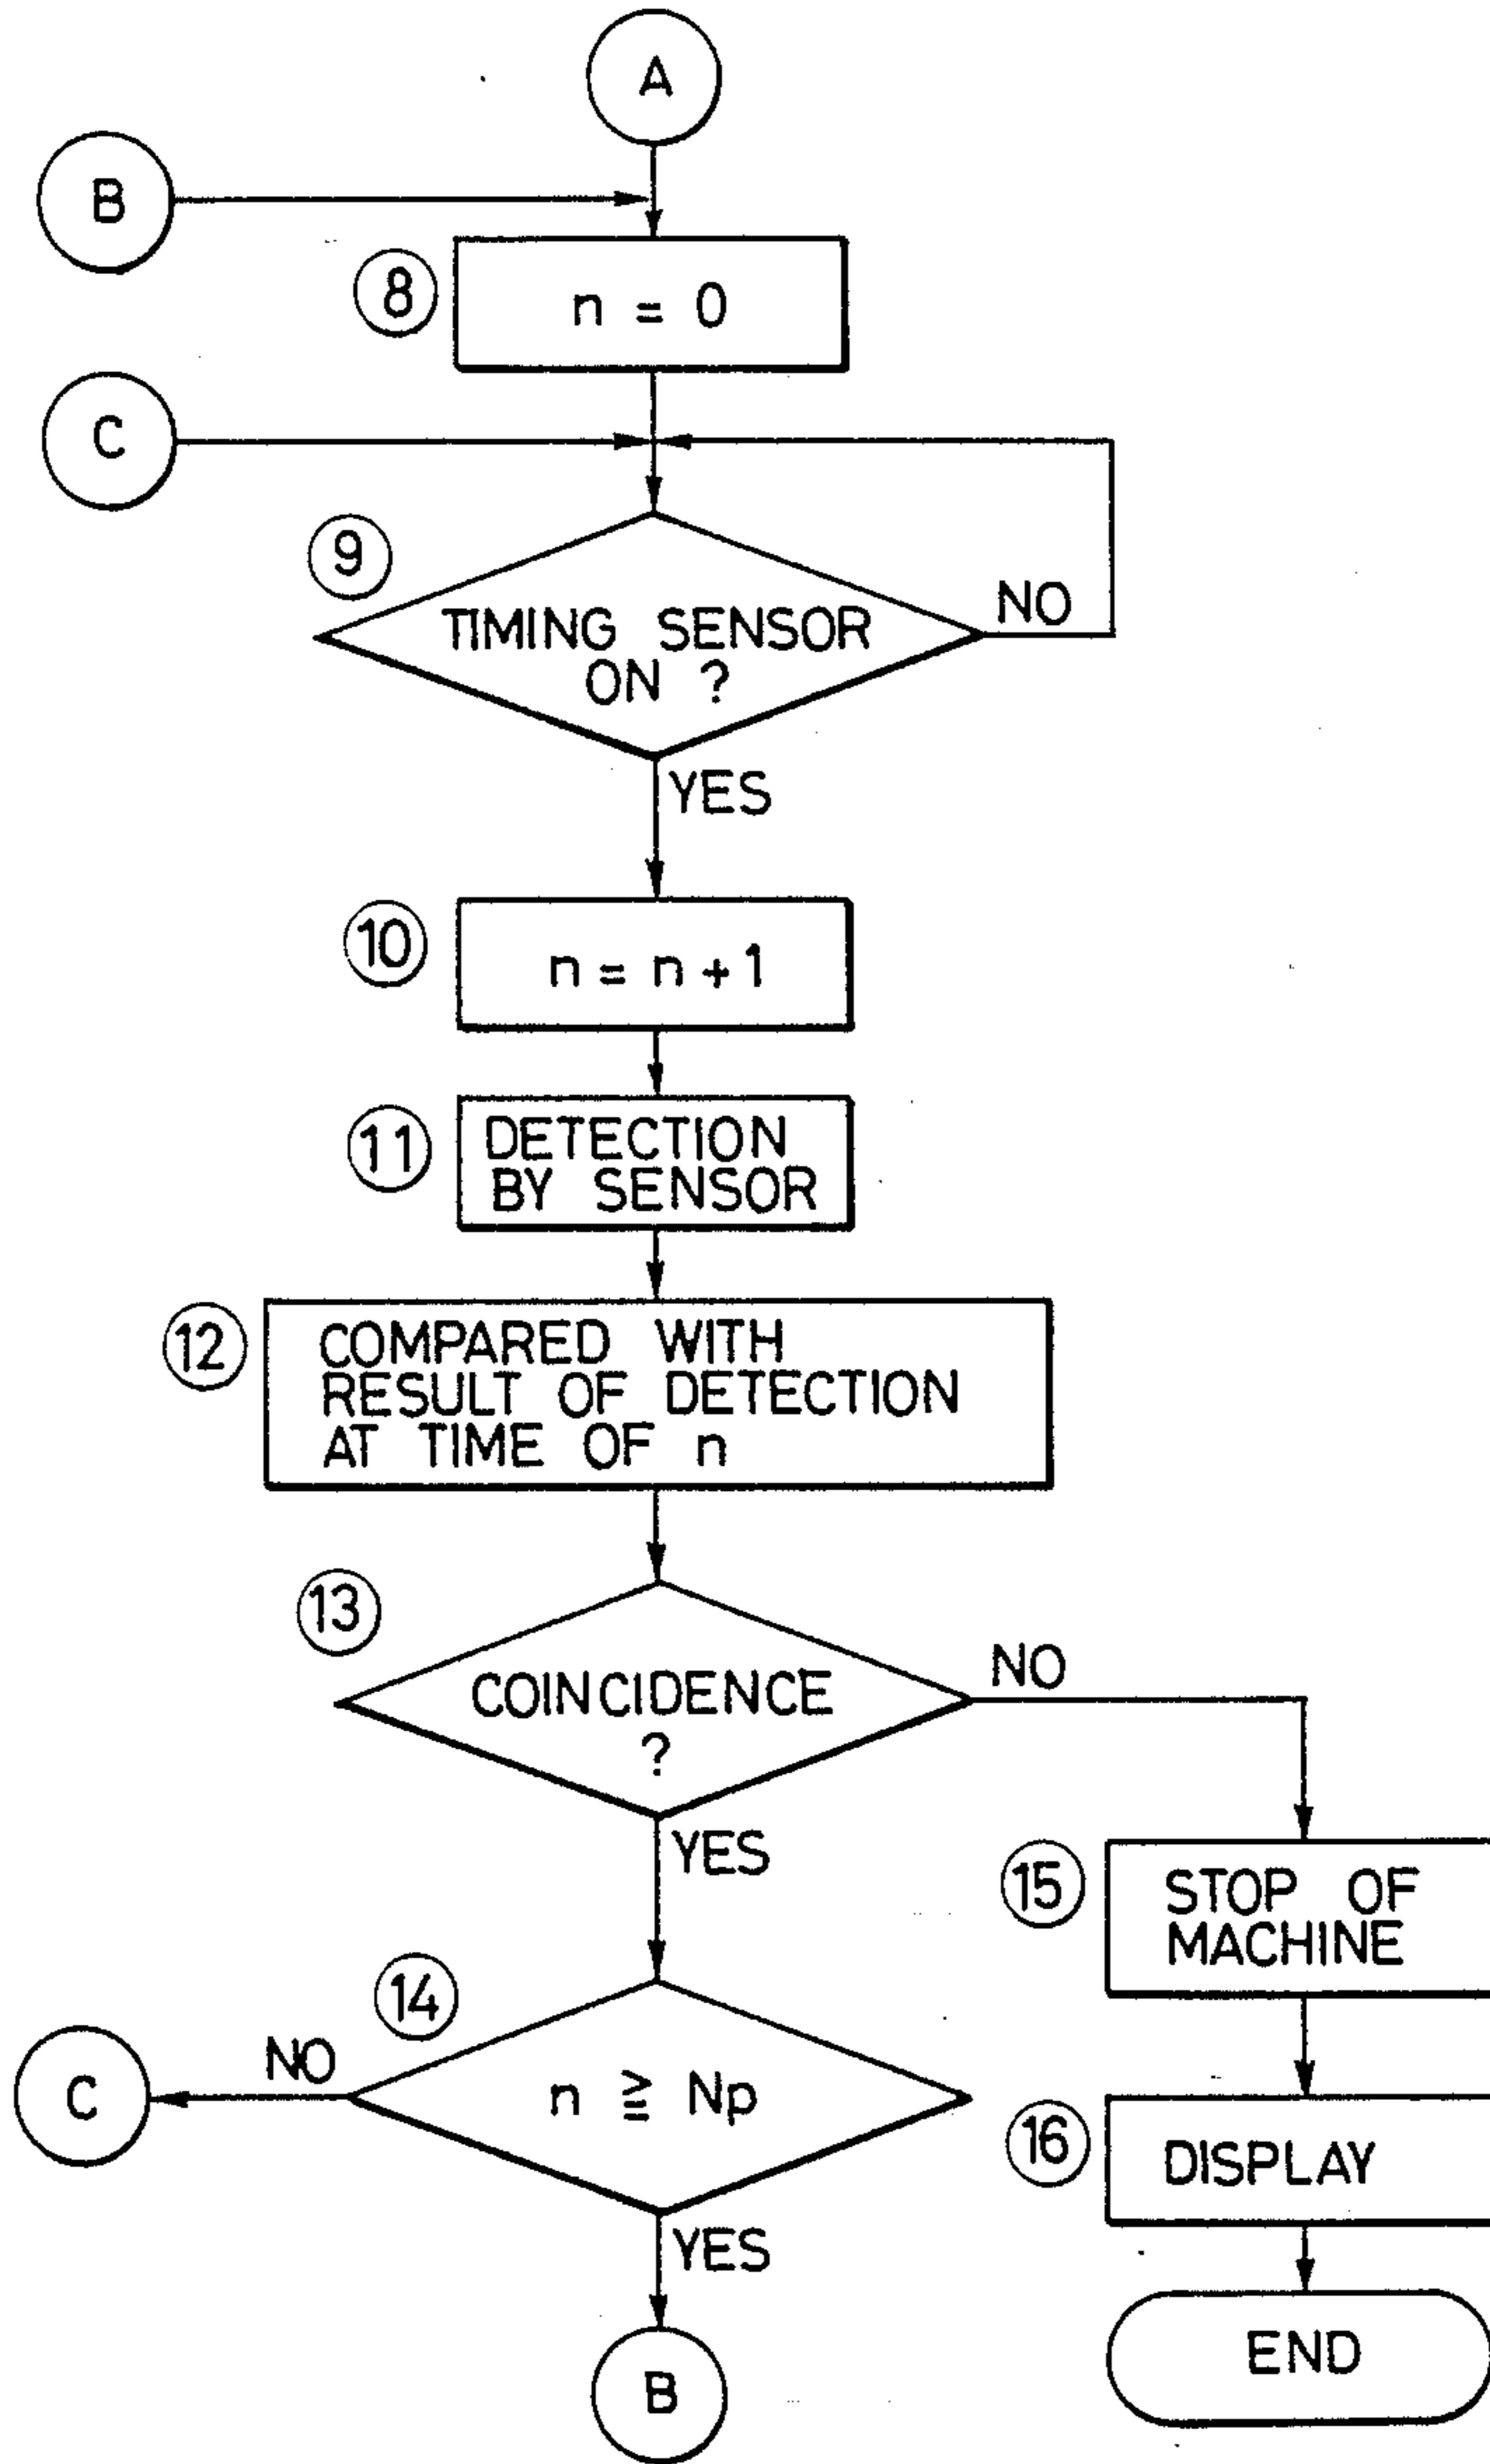 A
B
8
n = 0
C
9
TIMING SENSOR
ON ?
NO
YES
10
n = n + 1
11
DETECTION
BY SENSOR
12
COMPARED WITH
RESULT OF DETECTION
AT TIME OF n
13
COINCIDENCE
?
NO
YES
15
STOP OF
MACHINE
14
n ≧ Np
NO
C
YES
16
DISPLAY
B
END